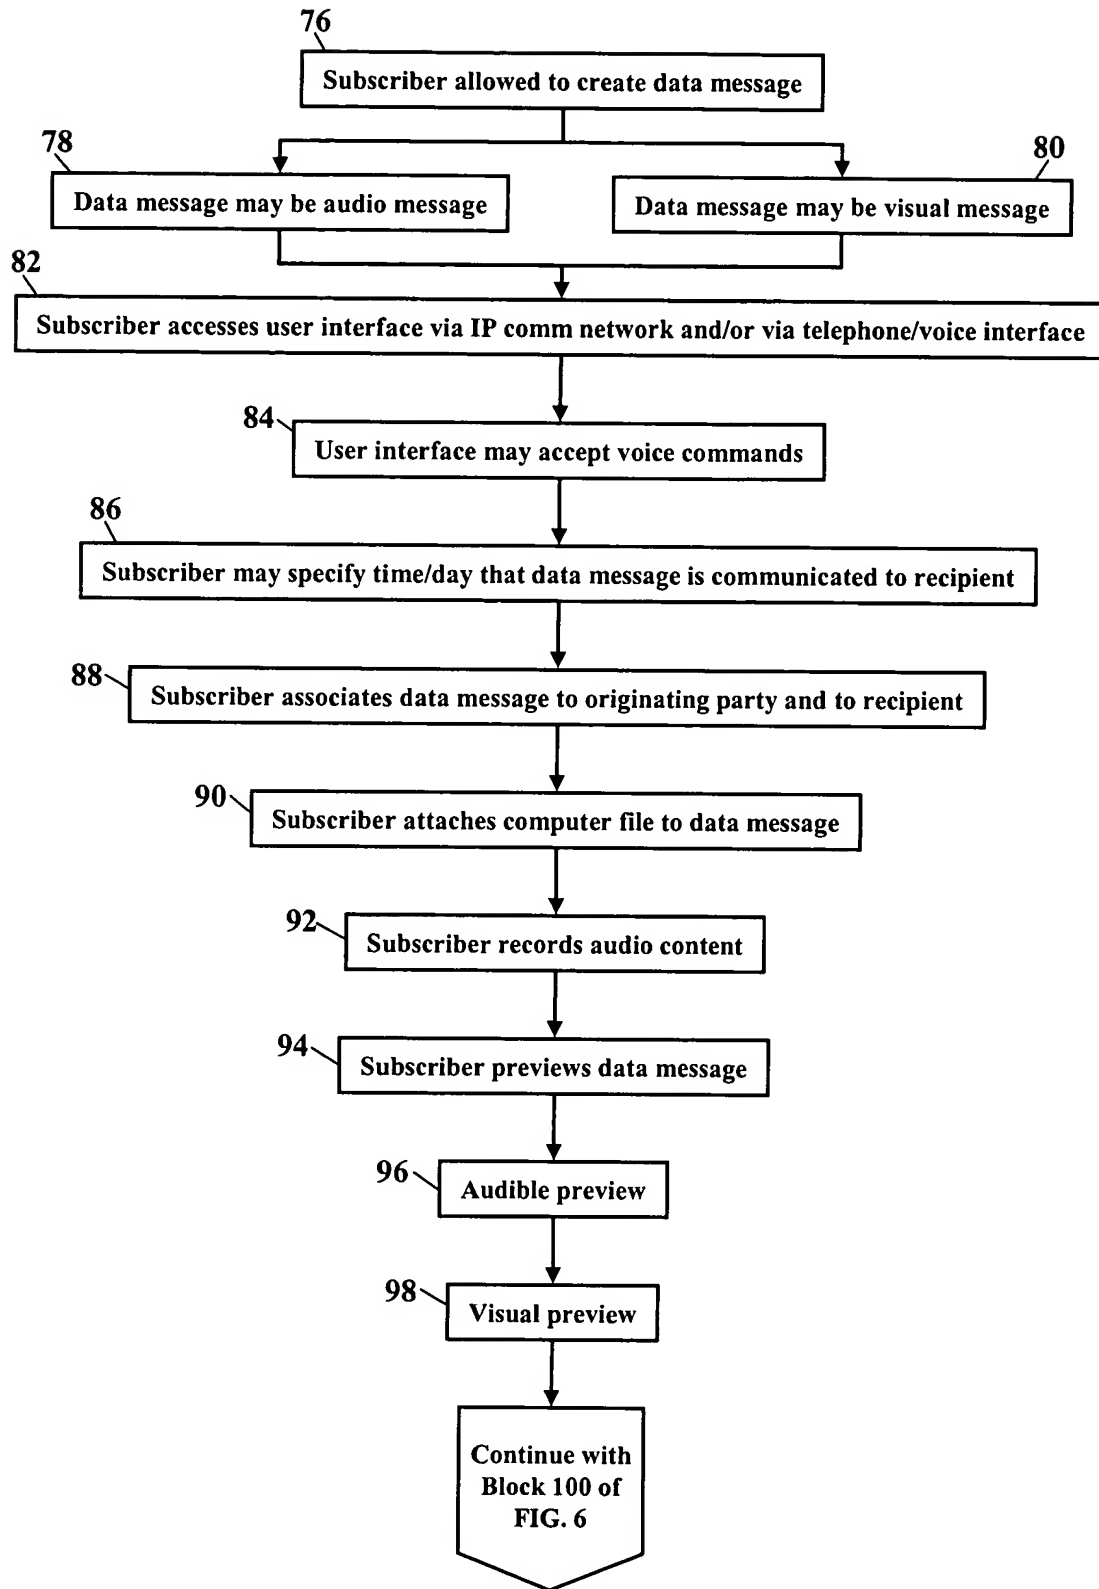 76
Subscriber allowed to create data message
78
Data message may be audio message
80
Data message may be visual message
82
Subscriber accesses user interface via IP comm network and/or via telephone/voice interface
84
User interface may accept voice commands
86
Subscriber may specify time/day that data message is communicated to recipient
88
Subscriber associates data message to originating party and to recipient
90
Subscriber attaches computer file to data message
92
Subscriber records audio content
94
Subscriber previews data message
96
Audible preview
98
Visual preview
Continue with
Block 100 of
FIG. 6